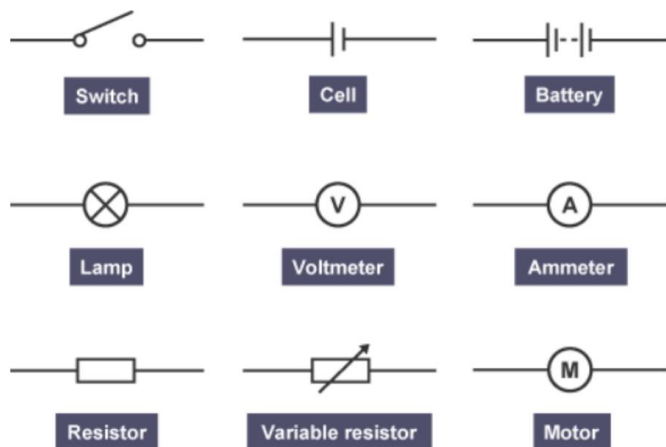 Switch
Cell
Battery
V
A
Lamp
Voltmeter
Ammeter
M
Resistor
Variable resistor
Motor